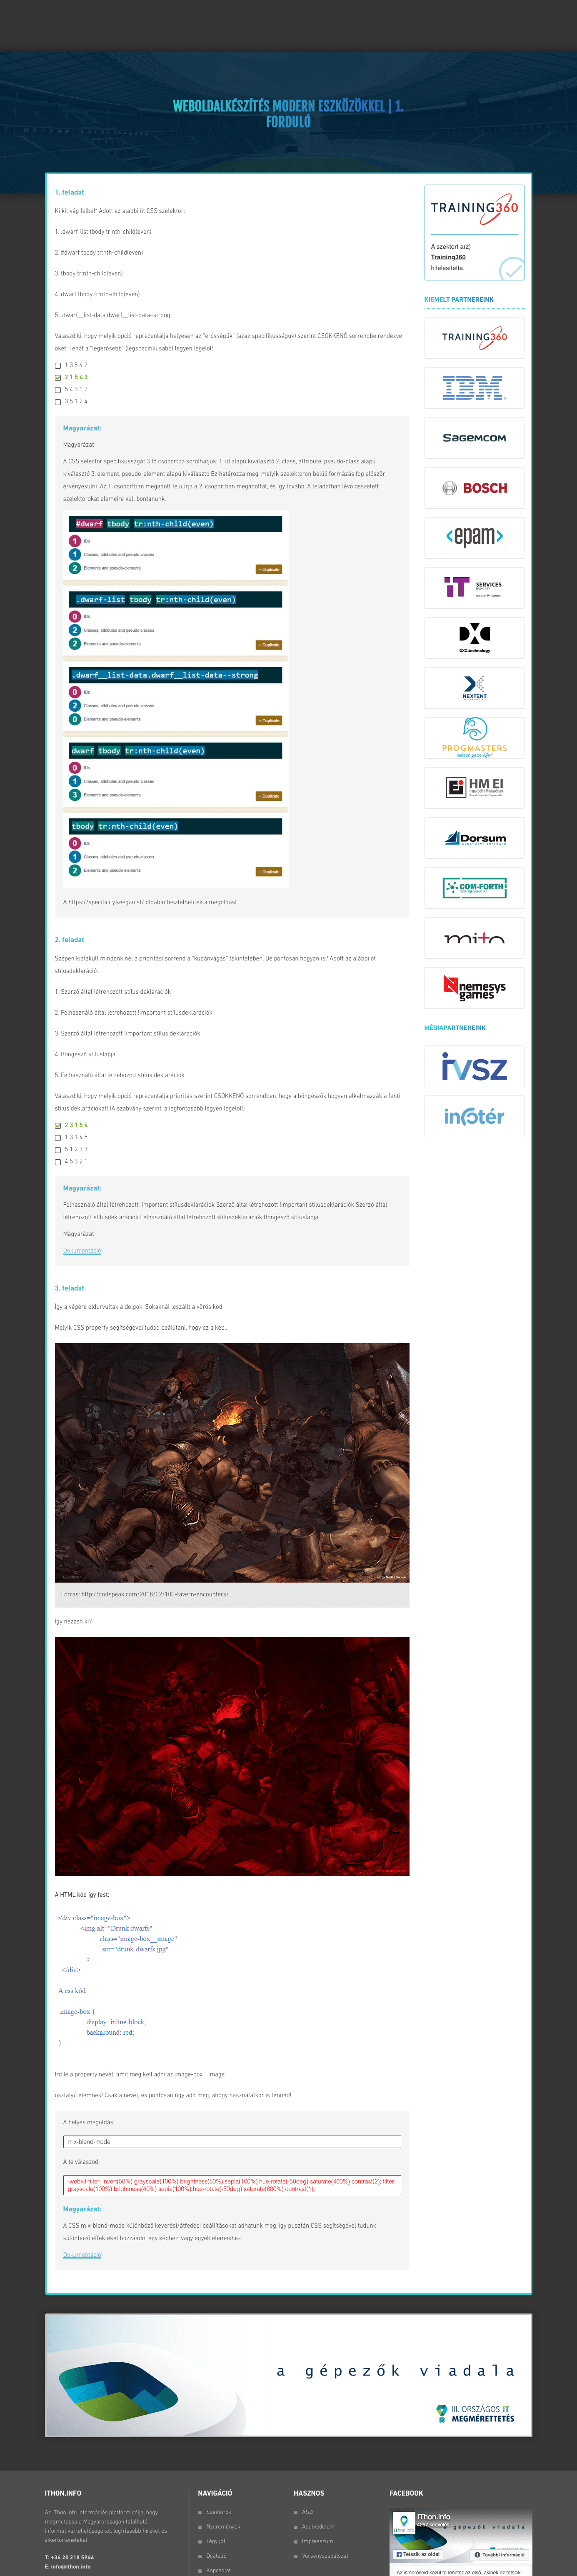 WEBOLDALKÉSZÍTÉS MODERN ESZKÖZÖKKEL | 1.
FORDULÓ
1. feladat
Ki kit vág fejbe?" Adott az alábbi öt CSS szelektor:
1. .dwarf-list tbody tr:nth-child(even)
2. #dwarf tbody tr:nth-child(even)
3. tbody tr:nth-child(even)
4. dwarf tbody tr:nth-child(even)
5. .dwarf__list-data.dwarf__list-data--strong
Válaszd ki, hogy melyik opció reprezentálja helyesen az "erősségük" (azaz specifikusságuk) szerint CSÖKKENŐ sorrendbe rendezve
őket! Tehát a "legerősebb" (legspecifikusabb) legyen legelöl!
1 3 5 4 2
2 1 5 4 3
5 4 3 1 2
3 5 1 2 4
Magyarázat:
Magyarázat
A CSS selector specifikusságát 3 fő csoportba sorolhatjuk: 1. id alapú kiválasztó 2. class, attribute, pseudo-class alapú
kiválasztó 3. element, pseudo-element alapú kiválasztó Ez határozza meg, melyik szelektoron belüli formázás fog először
érvényesülni. Az 1. csoportban megadott felülírja a 2. csoportban megadottat, és így tovább. A feladatban lévő összetett
szelektorokat elemeire kell bontanunk.
#dwarf tbody tr:nth-child(even)
1 IDs
1 Classes, attributes and pseudo-classes
2 Elements and pseudo-elements
+ Duplicate
.dwarf-list tbody tr:nth-child(even)
0 IDs
2 Classes, attributes and pseudo-classes
2 Elements and pseudo-elements
+ Duplicate
.dwarf__list-data.dwarf__list-data--strong
0 IDs
2 Classes, attributes and pseudo-classes
0 Elements and pseudo-elements
+ Duplicate
dwarf tbody tr:nth-child(even)
0 IDs
1 Classes, attributes and pseudo-classes
3 Elements and pseudo-elements
+ Duplicate
tbody tr:nth-child(even)
0 IDs
1 Classes, attributes and pseudo-classes
2 Elements and pseudo-elements
+ Duplicate
A https://specificity.keegan.st/ oldalon tesztelhetitek a megoldást
2. feladat
Szépen kialakult mindenkinél a prioritási sorrend a "kupánvágás" tekintetében. De pontosan hogyan is? Adott az alábbi öt
stílusdeklaráció:
1. Szerző által létrehozott stílus deklarációk
2. Felhasználó által létrehozott !important stílusdeklarációk
3. Szerző által létrehozott !important stílus deklarációk
4. Böngésző stíluslapja
5. Felhasználó által létrehozott stílus deklarációk
Válaszd ki, hogy melyik opció reprezentálja prioritás szerint CSÖKKENŐ sorrendben, hogy a böngészők hogyan alkalmazzák a fenti
stílus deklarációkat! (A szabvány szerint, a legfontosabb legyen legelöl!)
2 3 1 5 4
1 3 1 4 5
5 1 2 3 3
4 5 3 2 1
Magyarázat:
Felhasználó által létrehozott !important stílusdeklarációk Szerző által létrehozott !important stílusdeklarációk Szerző által
létrehozott stílusdeklarációk Felhasználó által létrehozott stílusdeklarációk Böngésző stíluslapja
Magyarázat
Dokumentáció!
3. feladat
Így a végére eldurvultak a dolgok. Sokaknál leszállt a vörös köd.
Melyik CSS property segítségével tudod beállítani, hogy ez a kép...
Forrás: http://dndspeak.com/2018/02/100-tavern-encounters/
így nézzen ki?
A HTML kód így fest:
<div class="image-box">
<img alt="Drunk dwarfs"
class="image-box__image"
src="drunk-dwarfs.jpg"
>
</div>
A css kód:
.image-box {
display: inline-block;
background: red;
}
Írd le a property nevét, amit meg kell adni az image-box__image
osztályú elemnek! Csak a nevét, és pontosan úgy add meg, ahogy használatkor is tennéd!
A helyes megoldás:
mix-blend-mode
A te válaszod:
-webkit-filter: invert(50%) grayscale(100%) brightness(50%) sepia(100%) hue-rotate(-50deg) saturate(400%) contrast(2); filter:
grayscale(100%) brightness(40%) sepia(100%) hue-rotate(-50deg) saturate(600%) contrast(1);
Magyarázat:
A CSS mix-blend-mode különböző keverési/átfedési beállításokat adhatunk meg, így pusztán CSS segítségével tudunk
különböző effekteket hozzáadni egy képhez, vagy egyéb elemekhez.
Dokumentáció!
TRAINING360
A szektort a(z)
Training360
hitelesítette.
KIEMELT PARTNEREINK
TRAINING360
IBM
SAGEMCOM
BOSCH
<epam>
iT SERVICES
DXC.technology
NEXTENT
PROGMASTERS
HM EI
Dorsum
COM-FORTH
mito
nemesys
games
MÉDIAPARTNEREINK
IVSZ
infotér
a gépezők viadala
III. ORSZÁGOS IT
MEGMÉRETTETÉS
ITHON.INFO
Az IThon.info információs platform célja, hogy
megmutassa a Magyarországon található
informatikai lehetőségeket, legfrissebb híreket és
sikertörténeteket.
T: +36 20 218 5946
E: info@ithon.info
NAVIGÁCIÓ
Szektorok
Nyeremények
Tégy jót!
Díjátadó
Kapcsolat
HASZNOS
ÁSZF
Adatvédelem
Impresszum
Versenyszabályzat
FACEBOOK
IThon.info
Tetszik az oldal
További információ
Az ismerőseid közül te lehetsz az első, akinek ez tetszik.